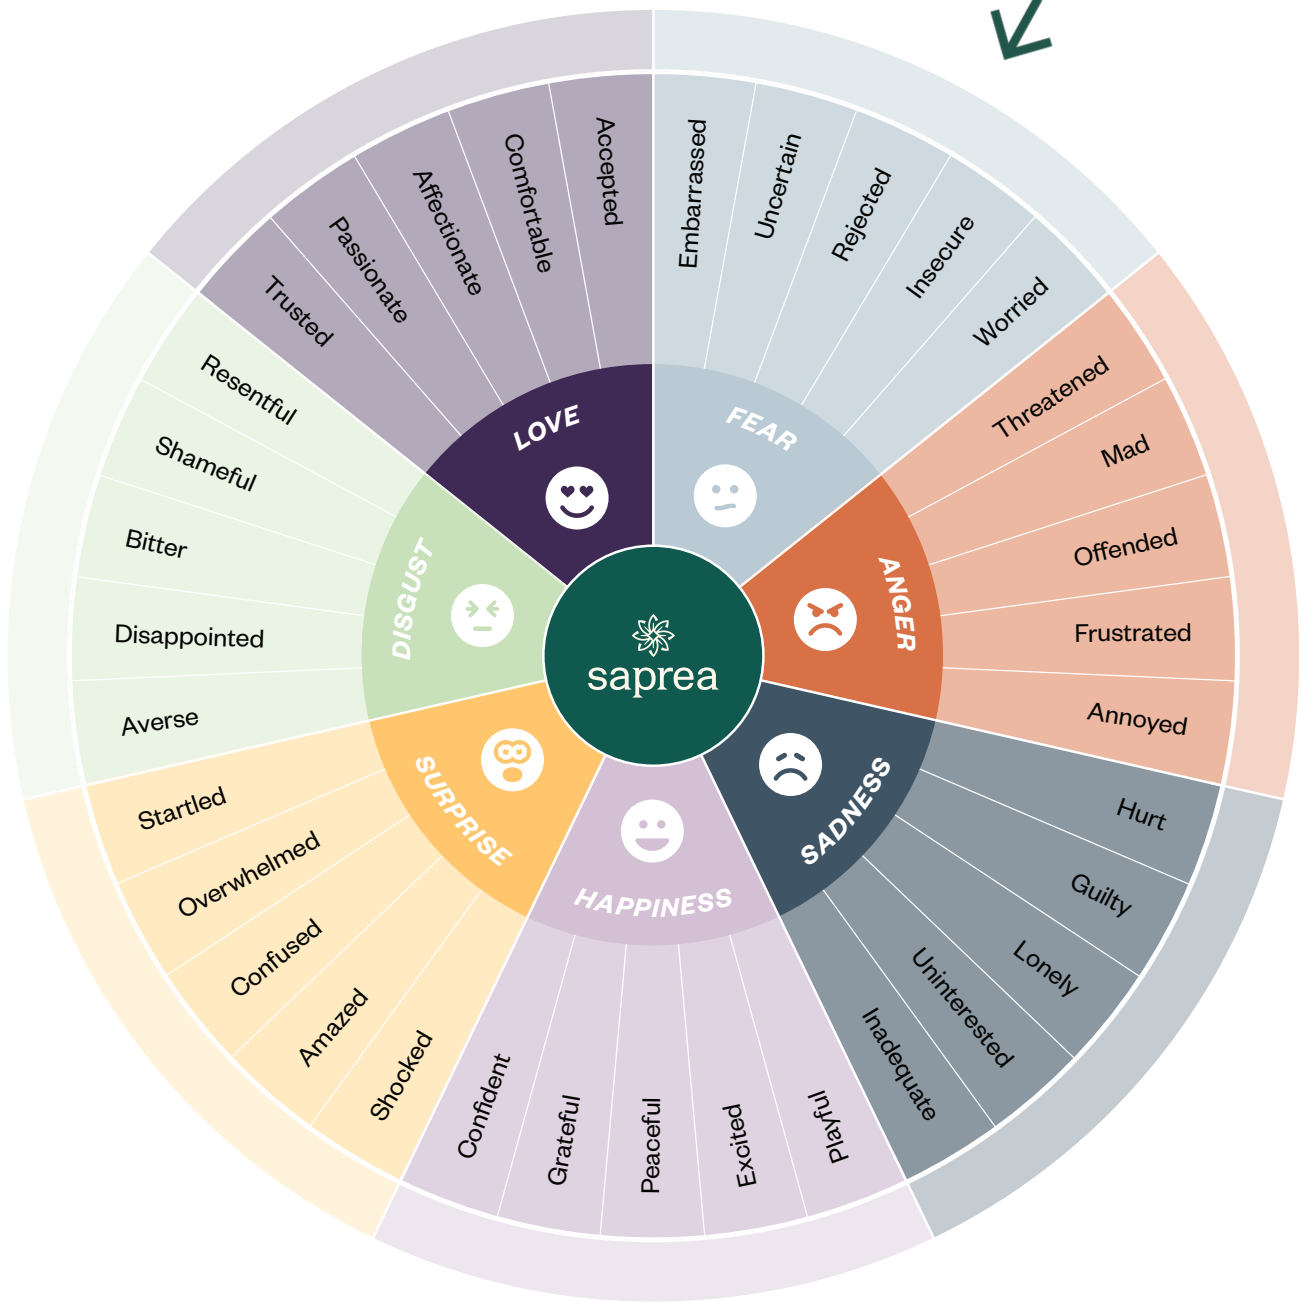 saprea
LOVE
Trusted
Passionate
Affectionate
Comfortable
Accepted
FEAR
Embarrassed
Uncertain
Rejected
Insecure
Worried
ANGER
Threatened
Mad
Offended
Frustrated
Annoyed
SADNESS
Hurt
Guilty
Lonely
Uninterested
Inadequate
HAPPINESS
Playful
Excited
Peaceful
Grateful
Confident
SURPRISE
Shocked
Amazed
Confused
Overwhelmed
Startled
DISGUST
Averse
Disappointed
Bitter
Shameful
Resentful